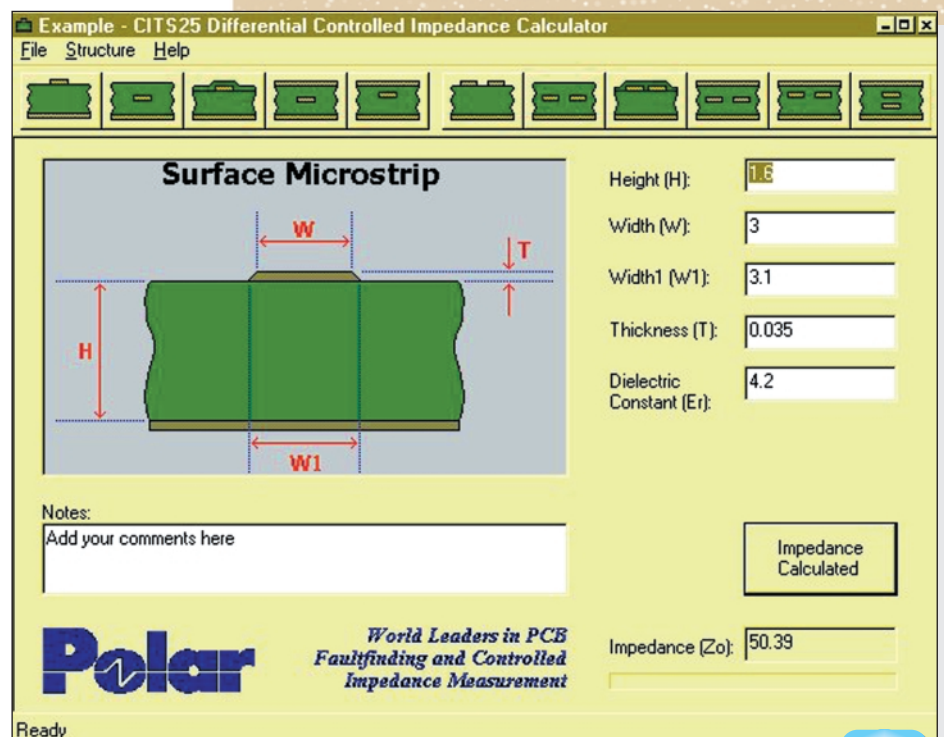 Example - CITS25 Differential Controlled Impedance Calculator
File Structure Help
Surface Microstrip
W
T
H
W1
Height (H): 1.6
Width (W): 3
Width1 (W1): 3.1
Thickness (T): 0.035
Dielectric
Constant (Er): 4.2
Notes:
Add your comments here
Impedance
Calculated
Polar
World Leaders in PCB
Faultfinding and Controlled
Impedance Measurement
Impedance (Zo): 50.39
Ready